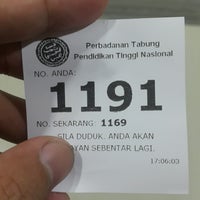 Perbadanan Tabung
Pendidikan Tinggi Nasional
NO. ANDA:
1191
NO. SEKARANG: 1169
SILA DUDUK. ANDA AKAN
SEBENTAR LAGI.
17:06:03